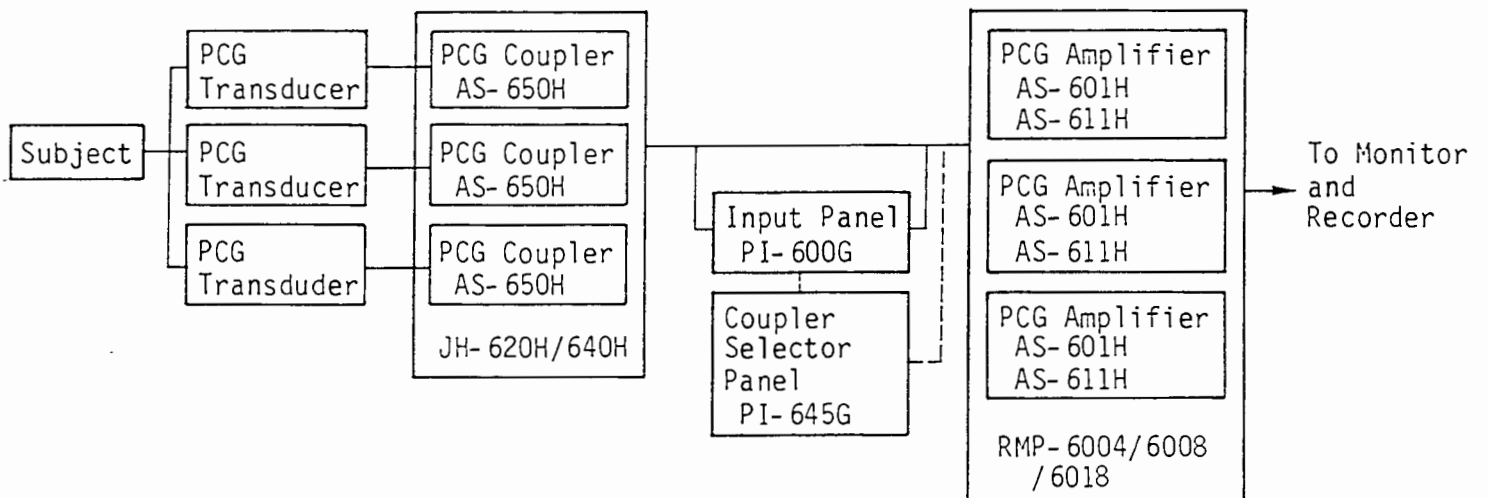 Subject
PCG
Transducer
PCG
Transducer
PCG
Transduder
PCG Coupler
AS-650H
PCG Coupler
AS-650H
PCG Coupler
AS-650H
JH-620H/640H
Input Panel
PI-600G
Coupler
Selector
Panel
PI-645G
PCG Amplifier
AS-601H
AS-611H
PCG Amplifier
AS-601H
AS-611H
PCG Amplifier
AS-601H
AS-611H
RMP-6004/6008
/6018
To Monitor
and
Recorder